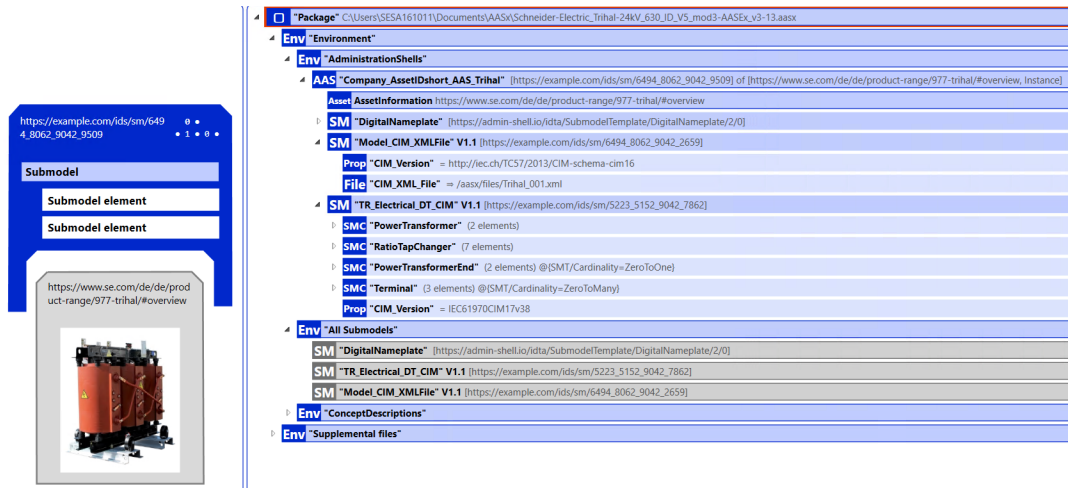 https://example.com/ids/sm/649
4_8062_9042_9509
0 ●
● 1 ● 0 ●
Submodel
Submodel element
Submodel element
https://www.se.com/de/de/prod
uct-range/977-trihal/#overview
"Package" C:\Users\SESA161011\Documents\AASx\Schneider-Electric_Trihal-24kV_630_ID_V5_mod3-AASEx_v3-13.aasx
Env "Environment"
Env "AdministrationShells"
AAS "Company_AssetIDshort_AAS_Trihal" [https://example.com/ids/sm/6494_8062_9042_9509] of [https://www.se.com/de/de/product-range/977-trihal/#overview, Instance]
Asset AssetInformation https://www.se.com/de/de/product-range/977-trihal/#overview
SM "DigitalNameplate" [https://admin-shell.io/idta/SubmodelTemplate/DigitalNameplate/2/0]
SM "Model_CIM_XMLFile" V1.1 [https://example.com/ids/sm/6494_8062_9042_2659]
Prop "CIM_Version" = http://iec.ch/TC57/2013/CIM-schema-cim16
File "CIM_XML_File" ⇒ /aasx/files/Trihal_001.xml
SM "TR_Electrical_DT_CIM" V1.1 [https://example.com/ids/sm/5223_5152_9042_7862]
SMC "PowerTransformer" (2 elements)
SMC "RatioTapChanger" (7 elements)
SMC "PowerTransformerEnd" (2 elements) @{SMT/Cardinality=ZeroToOne}
SMC "Terminal" (3 elements) @{SMT/Cardinality=ZeroToMany}
Prop "CIM_Version" = IEC61970CIM17v38
Env "All Submodels"
SM "DigitalNameplate" [https://admin-shell.io/idta/SubmodelTemplate/DigitalNameplate/2/0]
SM "TR_Electrical_DT_CIM" V1.1 [https://example.com/ids/sm/5223_5152_9042_7862]
SM "Model_CIM_XMLFile" V1.1 [https://example.com/ids/sm/6494_8062_9042_2659]
Env "ConceptDescriptions"
Env "Supplemental files"